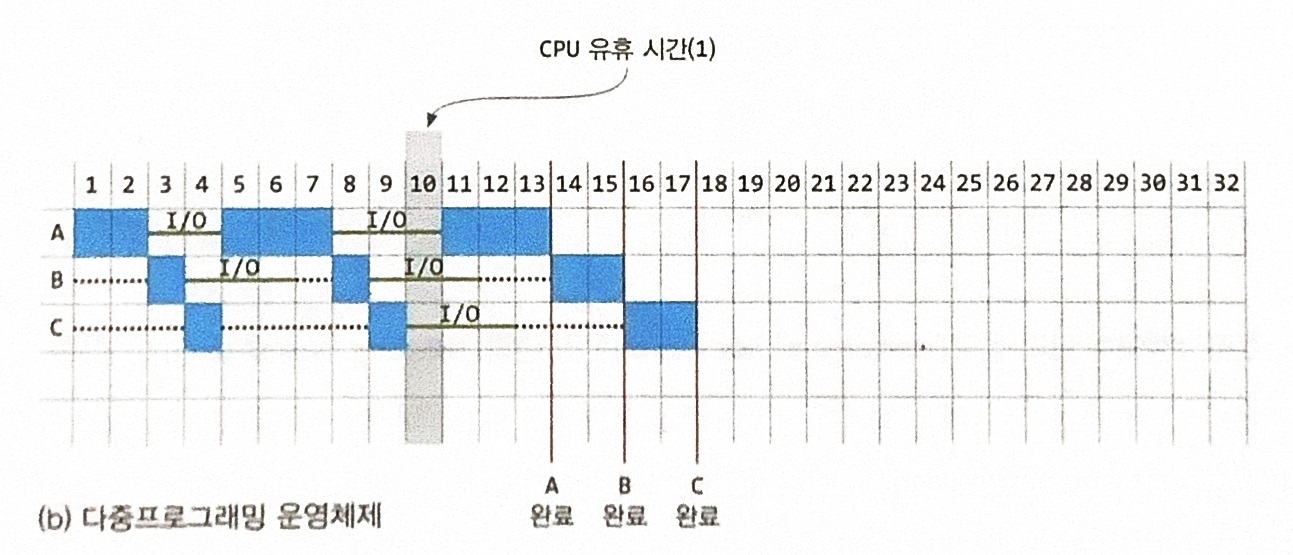 CPU 유휴 시간(1)
1 2 3 4 5 6 7 8 9 10 11 12 13 14 15 16 17 18 19 20 21 22 23 24 25 26 27 28 29 30 31 32
A I/O I/O
B I/O I/O
C I/O
A B C
완료 완료 완료
(b) 다중프로그래밍 운영체제